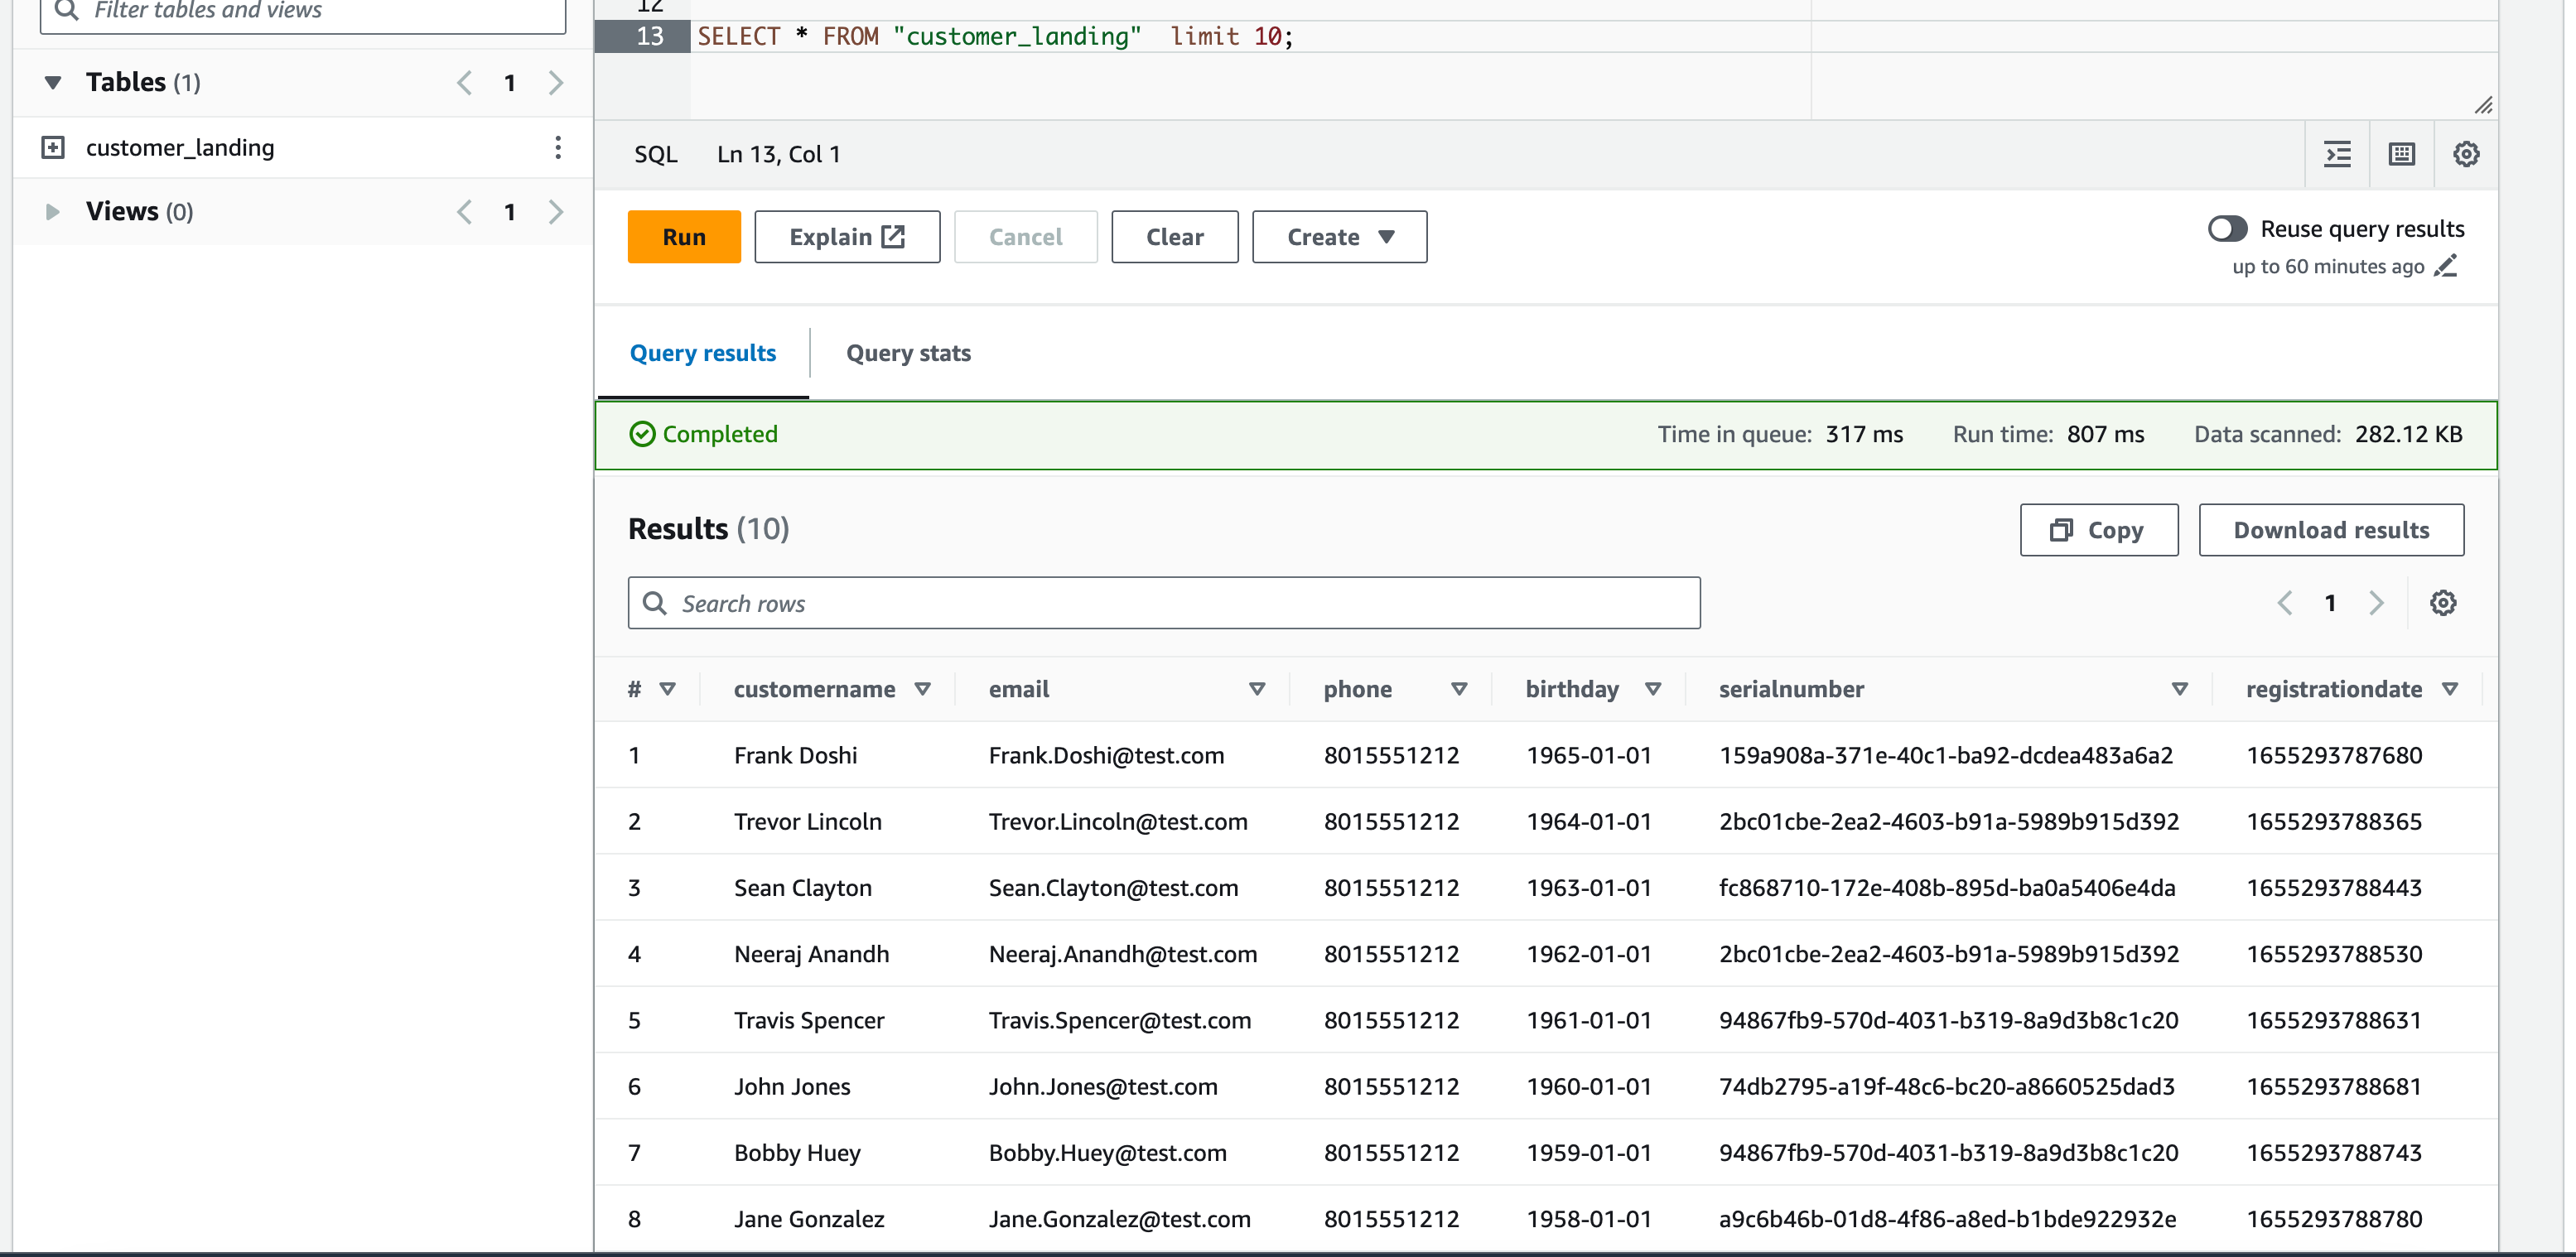 Filter tables and views
Tables (1)
1
customer_landing
Views (0)
1
12
13 SELECT * FROM "customer_landing" limit 10;
SQL Ln 13, Col 1
Run Explain Cancel Clear Create
Reuse query results
up to 60 minutes ago
Query results Query stats
Completed Time in queue: 317 ms Run time: 807 ms Data scanned: 282.12 KB
Results (10) Copy Download results
Search rows 1
# customername email phone birthday serialnumber registrationdate
1 Frank Doshi Frank.Doshi@test.com 8015551212 1965-01-01 159a908a-371e-40c1-ba92-dcdea483a6a2 1655293787680
2 Trevor Lincoln Trevor.Lincoln@test.com 8015551212 1964-01-01 2bc01cbe-2ea2-4603-b91a-5989b915d392 1655293788365
3 Sean Clayton Sean.Clayton@test.com 8015551212 1963-01-01 fc868710-172e-408b-895d-ba0a5406e4da 1655293788443
4 Neeraj Anandh Neeraj.Anandh@test.com 8015551212 1962-01-01 2bc01cbe-2ea2-4603-b91a-5989b915d392 1655293788530
5 Travis Spencer Travis.Spencer@test.com 8015551212 1961-01-01 94867fb9-570d-4031-b319-8a9d3b8c1c20 1655293788631
6 John Jones John.Jones@test.com 8015551212 1960-01-01 74db2795-a19f-48c6-bc20-a8660525dad3 1655293788681
7 Bobby Huey Bobby.Huey@test.com 8015551212 1959-01-01 94867fb9-570d-4031-b319-8a9d3b8c1c20 1655293788743
8 Jane Gonzalez Jane.Gonzalez@test.com 8015551212 1958-01-01 a9c6b46b-01d8-4f86-a8ed-b1bde922932e 1655293788780